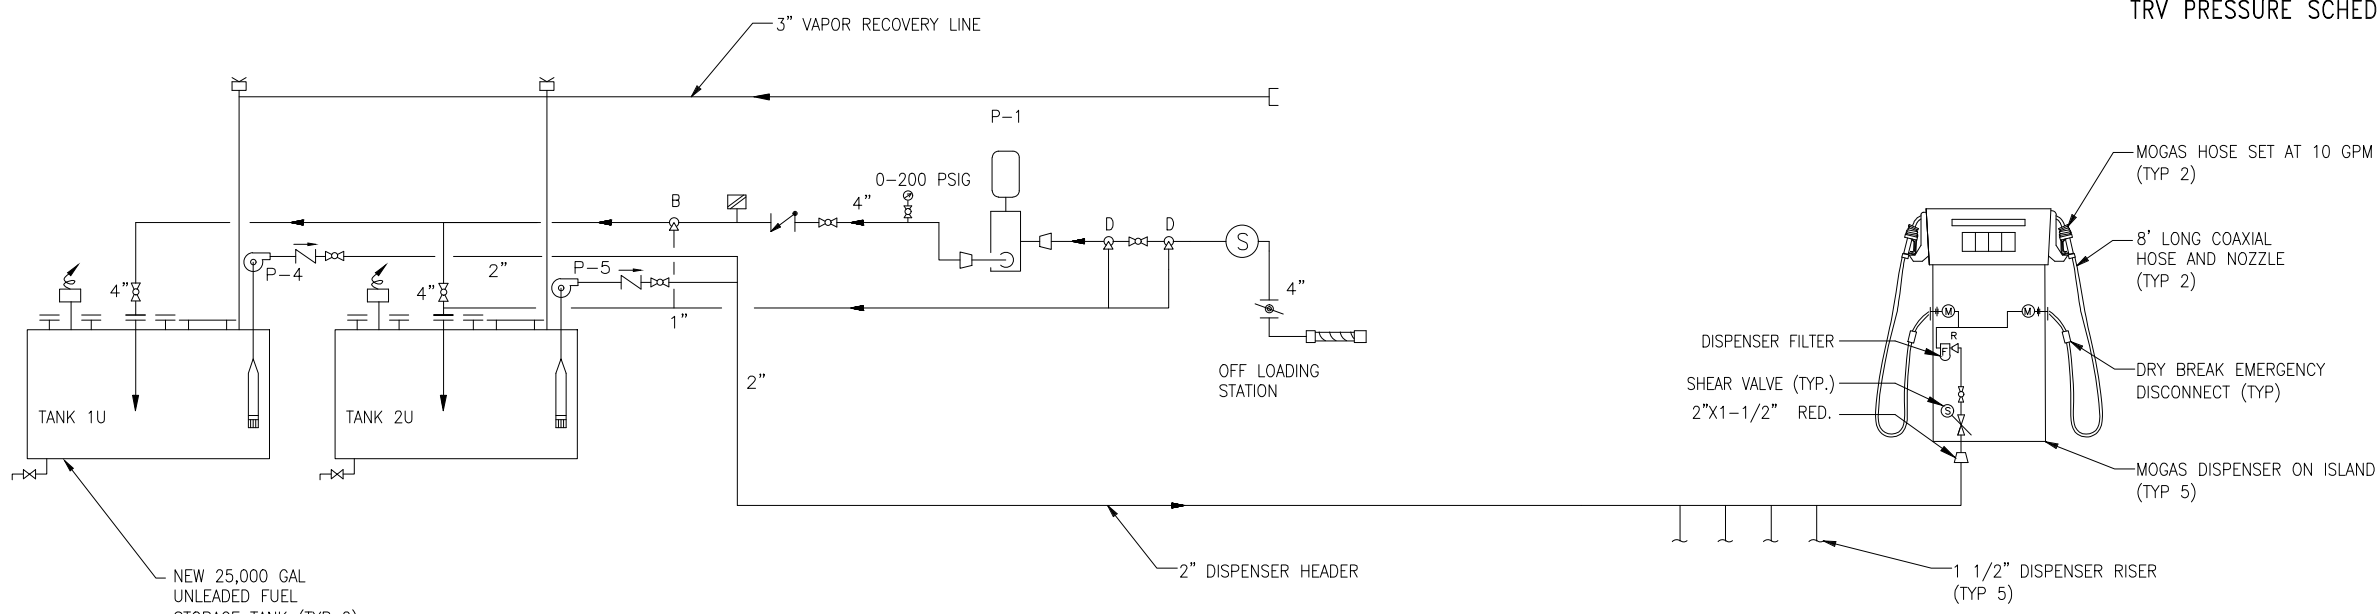 TRV PRESSURE SCHED
3" VAPOR RECOVERY LINE
P-1
MOGAS HOSE SET AT 10 GPM
(TYP 2)
0-200 PSIG
B
4"
D
D
S
8' LONG COAXIAL
HOSE AND NOZZLE
(TYP 2)
P-4
2"
P-5
4"
4"
4"
1"
M
M
R
F
DISPENSER FILTER
OFF LOADING
STATION
2"
SHEAR VALVE (TYP.)
S
2"X1-1/2" RED.
DRY BREAK EMERGENCY
DISCONNECT (TYP)
TANK 1U
TANK 2U
MOGAS DISPENSER ON ISLAND
(TYP 5)
NEW 25,000 GAL
UNLEADED FUEL
STORAGE TANK (TYP 2)
2" DISPENSER HEADER
1 1/2" DISPENSER RISER
(TYP 5)